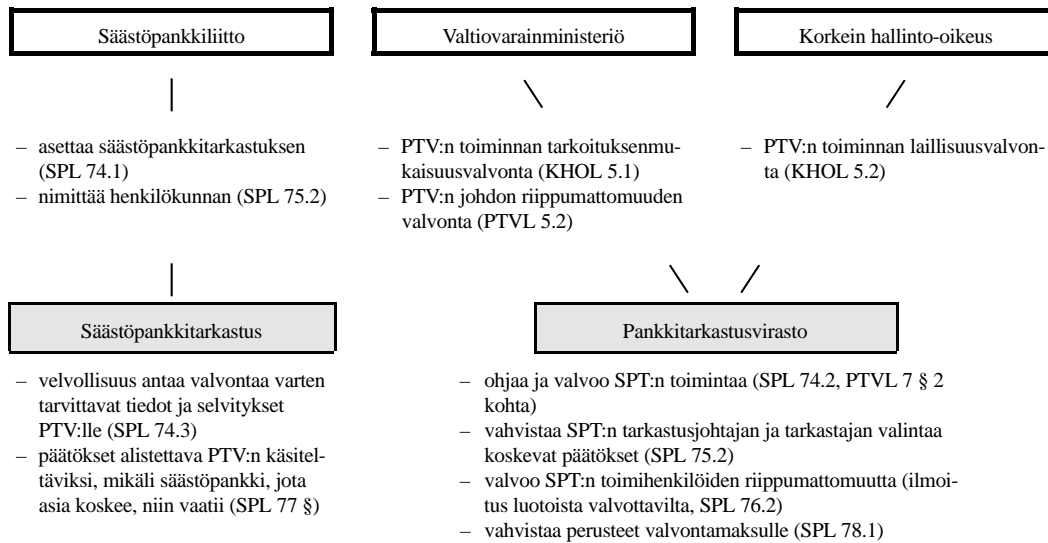 Säästöpankkiliitto
Valtiovarainministeriö
Korkein hallinto-oikeus
– asettaa säästöpankkitarkastuksen
(SPL 74.1)
– nimittää henkilökunnan (SPL 75.2)
– PTV:n toiminnan tarkoituksenmu-
kaisuusvalvonta (KHOL 5.1)
– PTV:n johdon riippumattomuuden
valvonta (PTVL 5.2)
– PTV:n toiminnan laillisuusvalvon-
ta (KHOL 5.2)
Säästöpankkitarkastus
Pankkitarkastusvirasto
– velvollisuus antaa valvontaa varten
tarvittavat tiedot ja selvitykset
PTV:lle (SPL 74.3)
– päätökset alistettava PTV:n käsitel-
täviksi, mikäli säästöpankki, jota
asia koskee, niin vaatii (SPL 77 §)
– ohjaa ja valvoo SPT:n toimintaa (SPL 74.2, PTVL 7 § 2
kohta)
– vahvistaa SPT:n tarkastusjohtajan ja tarkastajan valintaa
koskevat päätökset (SPL 75.2)
– valvoo SPT:n toimihenkilöiden riippumattomuutta (ilmoi-
tus luotoista valvottavilta, SPL 76.2)
– vahvistaa perusteet valvontamaksulle (SPL 78.1)